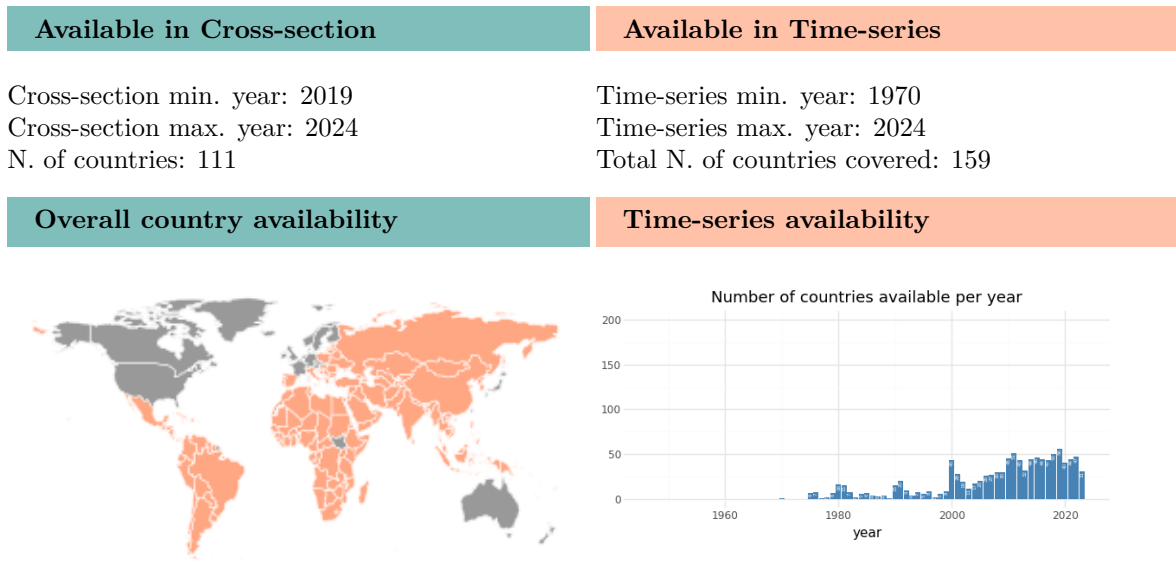 Available in Cross-section
Available in Time-series
Cross-section min. year: 2019
Cross-section max. year: 2024
N. of countries: 111
Time-series min. year: 1970
Time-series max. year: 2024
Total N. of countries covered: 159
Overall country availability
Time-series availability
Number of countries available per year
200
150
100
50
0
1960
1980
2000
2020
year